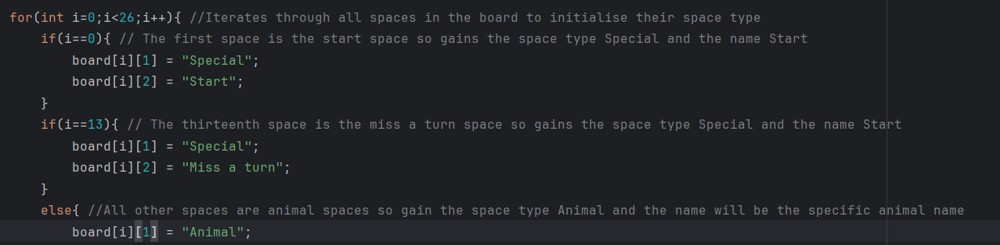 for(int i=0;i<26;i++){ //Iterates through all spaces in the board to initialise their space type
    if(i==0){ // The first space is the start space so gains the space type Special and the name Start
        board[i][1] = "Special";
        board[i][2] = "Start";
    }
    if(i==13){ // The thirteenth space is the miss a turn space so gains the space type Special and the name Start
        board[i][1] = "Special";
        board[i][2] = "Miss a turn";
    }
    else{ //All other spaces are animal spaces so gain the space type Animal and the name will be the specific animal name
        board[i][1] = "Animal";